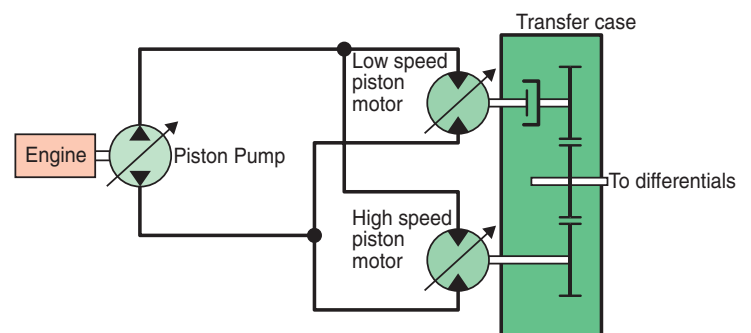 Transfer case
Low speed
piston
motor
Engine
Piston Pump
To differentials
High speed
piston
motor